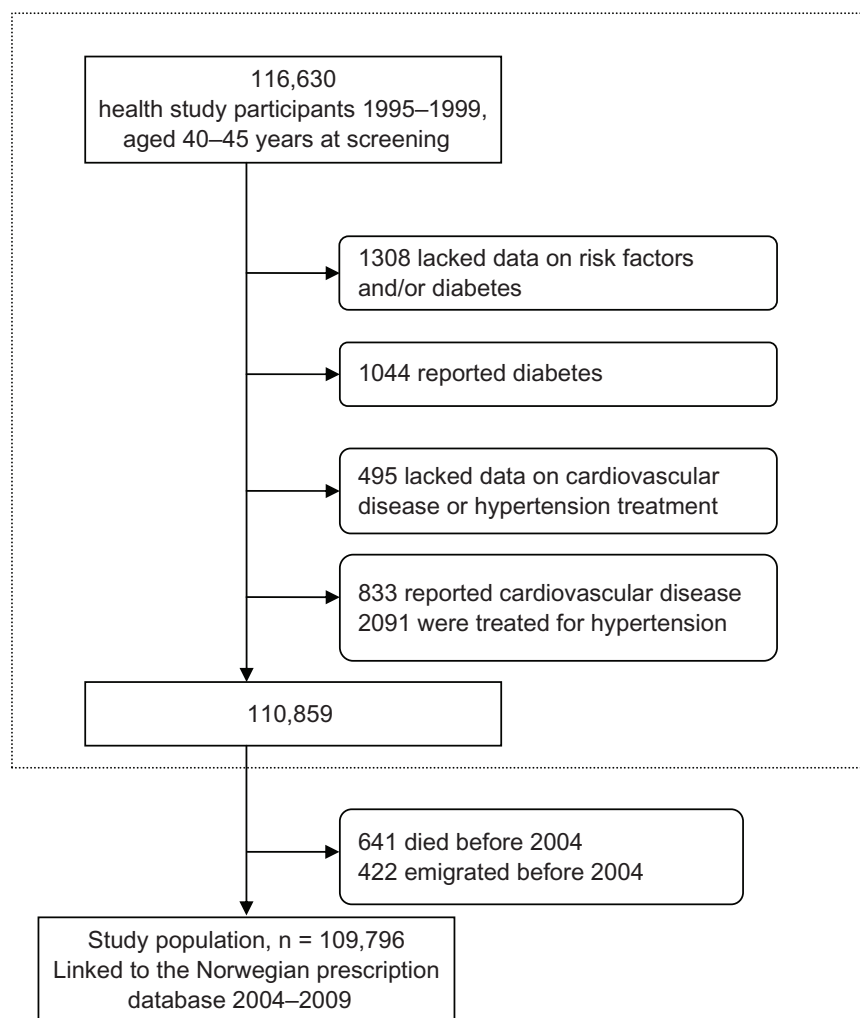 116,630
health study participants 1995–1999,
aged 40–45 years at screening
1308 lacked data on risk factors
and/or diabetes
1044 reported diabetes
495 lacked data on cardiovascular
disease or hypertension treatment
833 reported cardiovascular disease
2091 were treated for hypertension
110,859
641 died before 2004
422 emigrated before 2004
Study population, n = 109,796
Linked to the Norwegian prescription
database 2004–2009